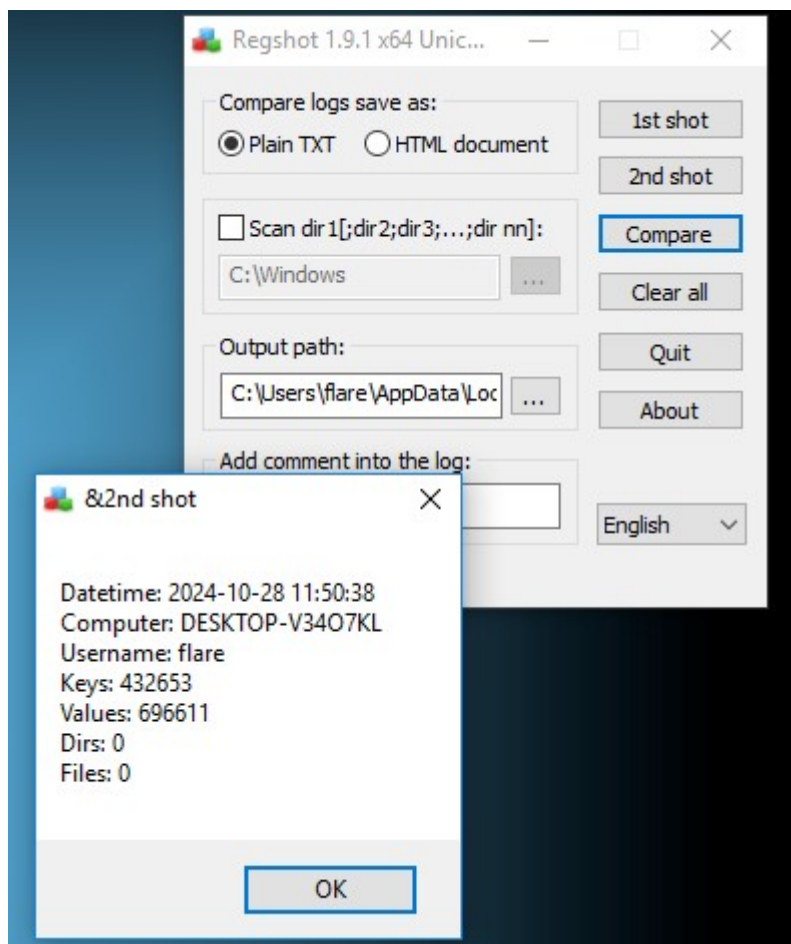 Regshot 1.9.1 x64 Unic...
Compare logs save as:
Plain TXT HTML document
1st shot
2nd shot
Scan dir1[;dir2;dir3;...;dir nn]:
Compare
C:\Windows ...
Clear all
Output path:
Quit
C:\Users\flare\AppData\Loc ...
About
Add comment into the log:
English
&2nd shot
Datetime: 2024-10-28 11:50:38
Computer: DESKTOP-V34O7KL
Username: flare
Keys: 432653
Values: 696611
Dirs: 0
Files: 0
OK